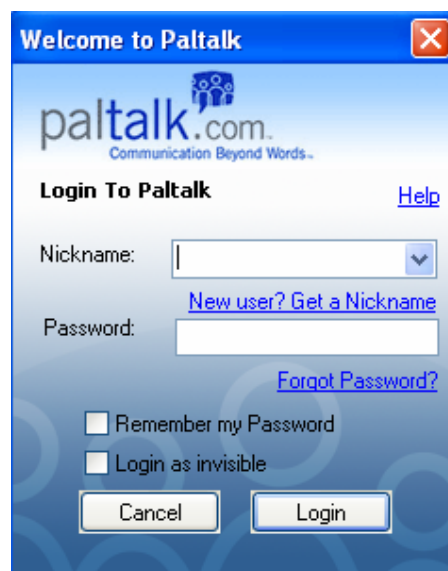 Welcome to Paltalk
paltalk.com
Communication Beyond Words
Login To Paltalk
Help
Nickname:
New user? Get a Nickname
Password:
Forgot Password?
Remember my Password
Login as invisible
Cancel
Login